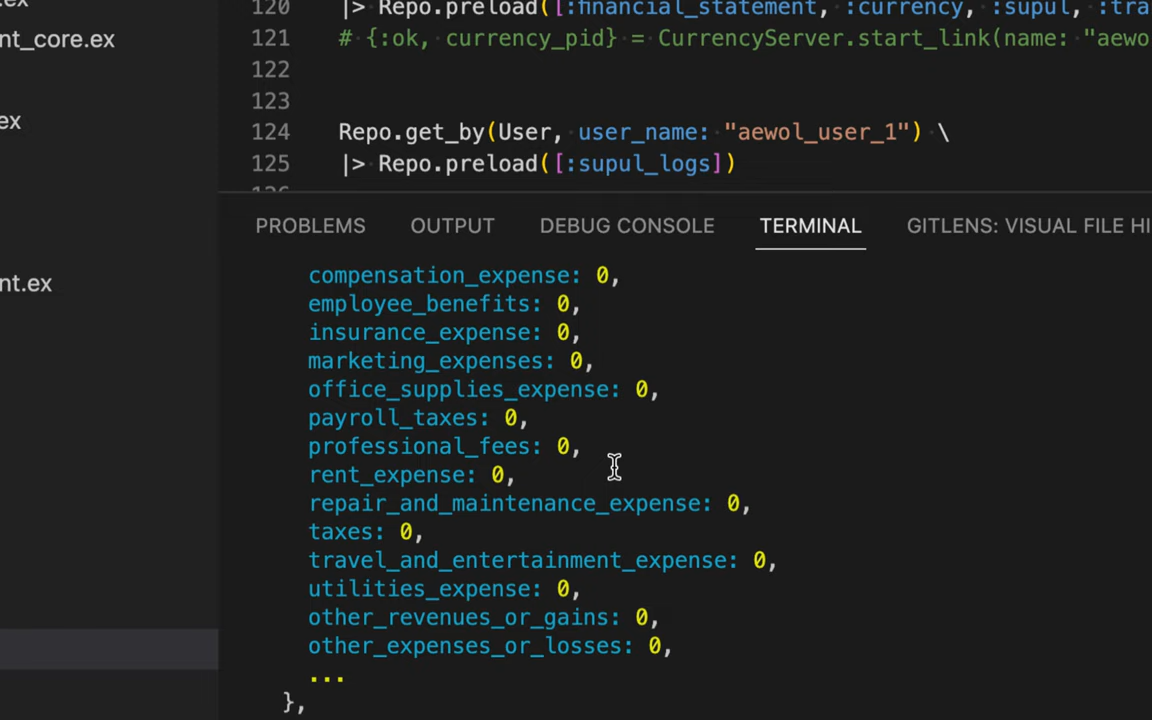 nt_core.ex
ex
nt.ex
120 |> Repo.preload([:financial_statement, :currency, :supul, :tra
121 # {:ok, currency_pid} = CurrencyServer.start_link(name: "aewo
122
123
124 Repo.get_by(User, user_name: "aewol_user_1") \
125 |> Repo.preload([:supul_logs])
126
PROBLEMS OUTPUT DEBUG CONSOLE TERMINAL GITLENS: VISUAL FILE HI
compensation_expense: 0,
employee_benefits: 0,
insurance_expense: 0,
marketing_expenses: 0,
office_supplies_expense: 0,
payroll_taxes: 0,
professional_fees: 0,
rent_expense: 0,
repair_and_maintenance_expense: 0,
taxes: 0,
travel_and_entertainment_expense: 0,
utilities_expense: 0,
other_revenues_or_gains: 0,
other_expenses_or_losses: 0,
...
},